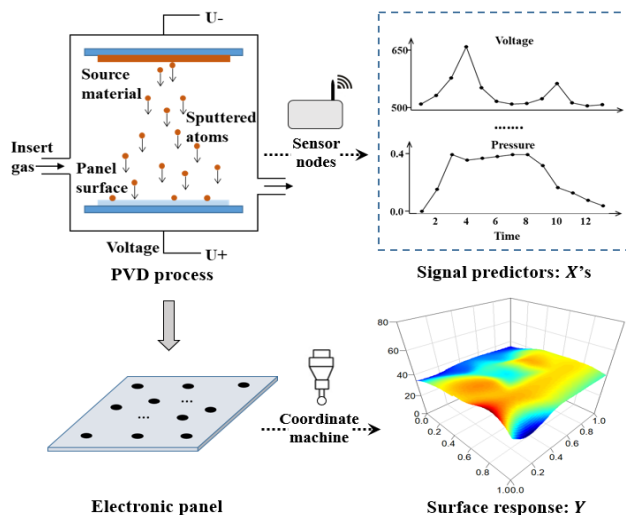 U-
Source
material
Sputtered
atoms
Insert
gas
Panel
surface
Voltage
U+
PVD process
Sensor
nodes
Voltage
650
500
.......
Pressure
0.4
0.0
2 4 6 8 10 12
Time
Signal predictors: X's
...
...
Electronic panel
Coordinate
machine
80
60
40
20
0
0.2
0.4
0.6
0.8
1.00.0
0.2
0.4
0.6
0.8
1.0
Surface response: Y